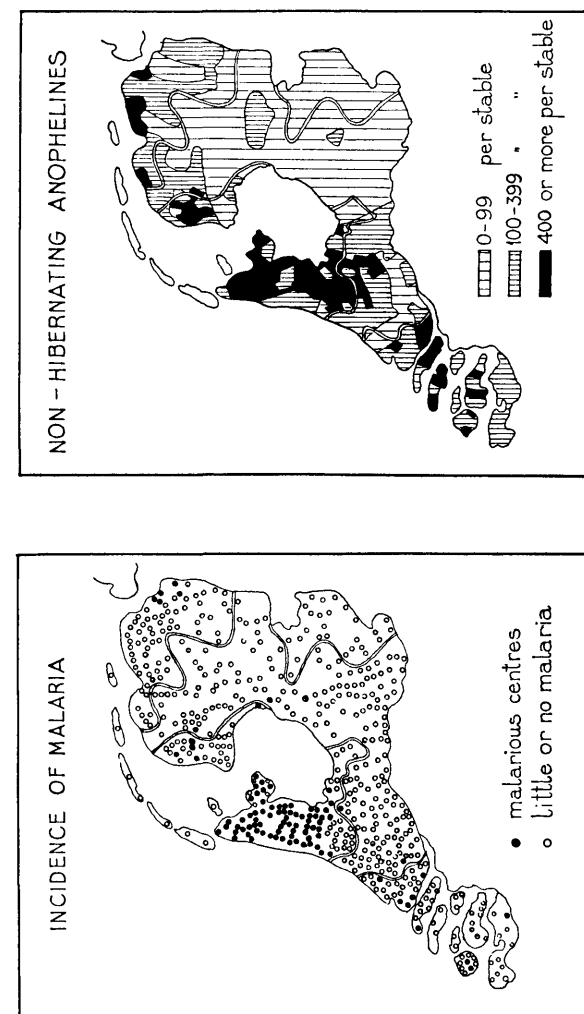 NON-HIBERNATING ANOPHELINES
0-99 per stable
100-399 " "
400 or more per stable
INCIDENCE OF MALARIA
malarious centres
little or no malaria